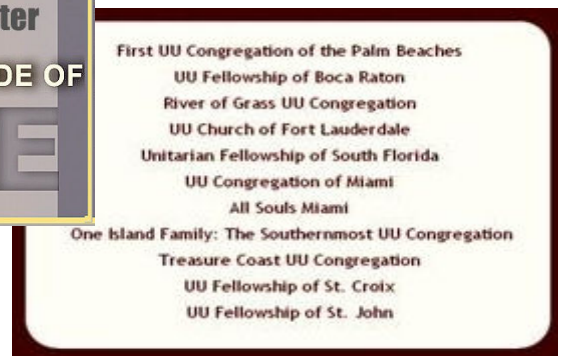 ter
DE OF
E
First UU Congregation of the Palm Beaches
UU Fellowship of Boca Raton
River of Grass UU Congregation
UU Church of Fort Lauderdale
Unitarian Fellowship of South Florida
UU Congregation of Miami
All Souls Miami
One Island Family: The Southernmost UU Congregation
Treasure Coast UU Congregation
UU Fellowship of St. Croix
UU Fellowship of St. John